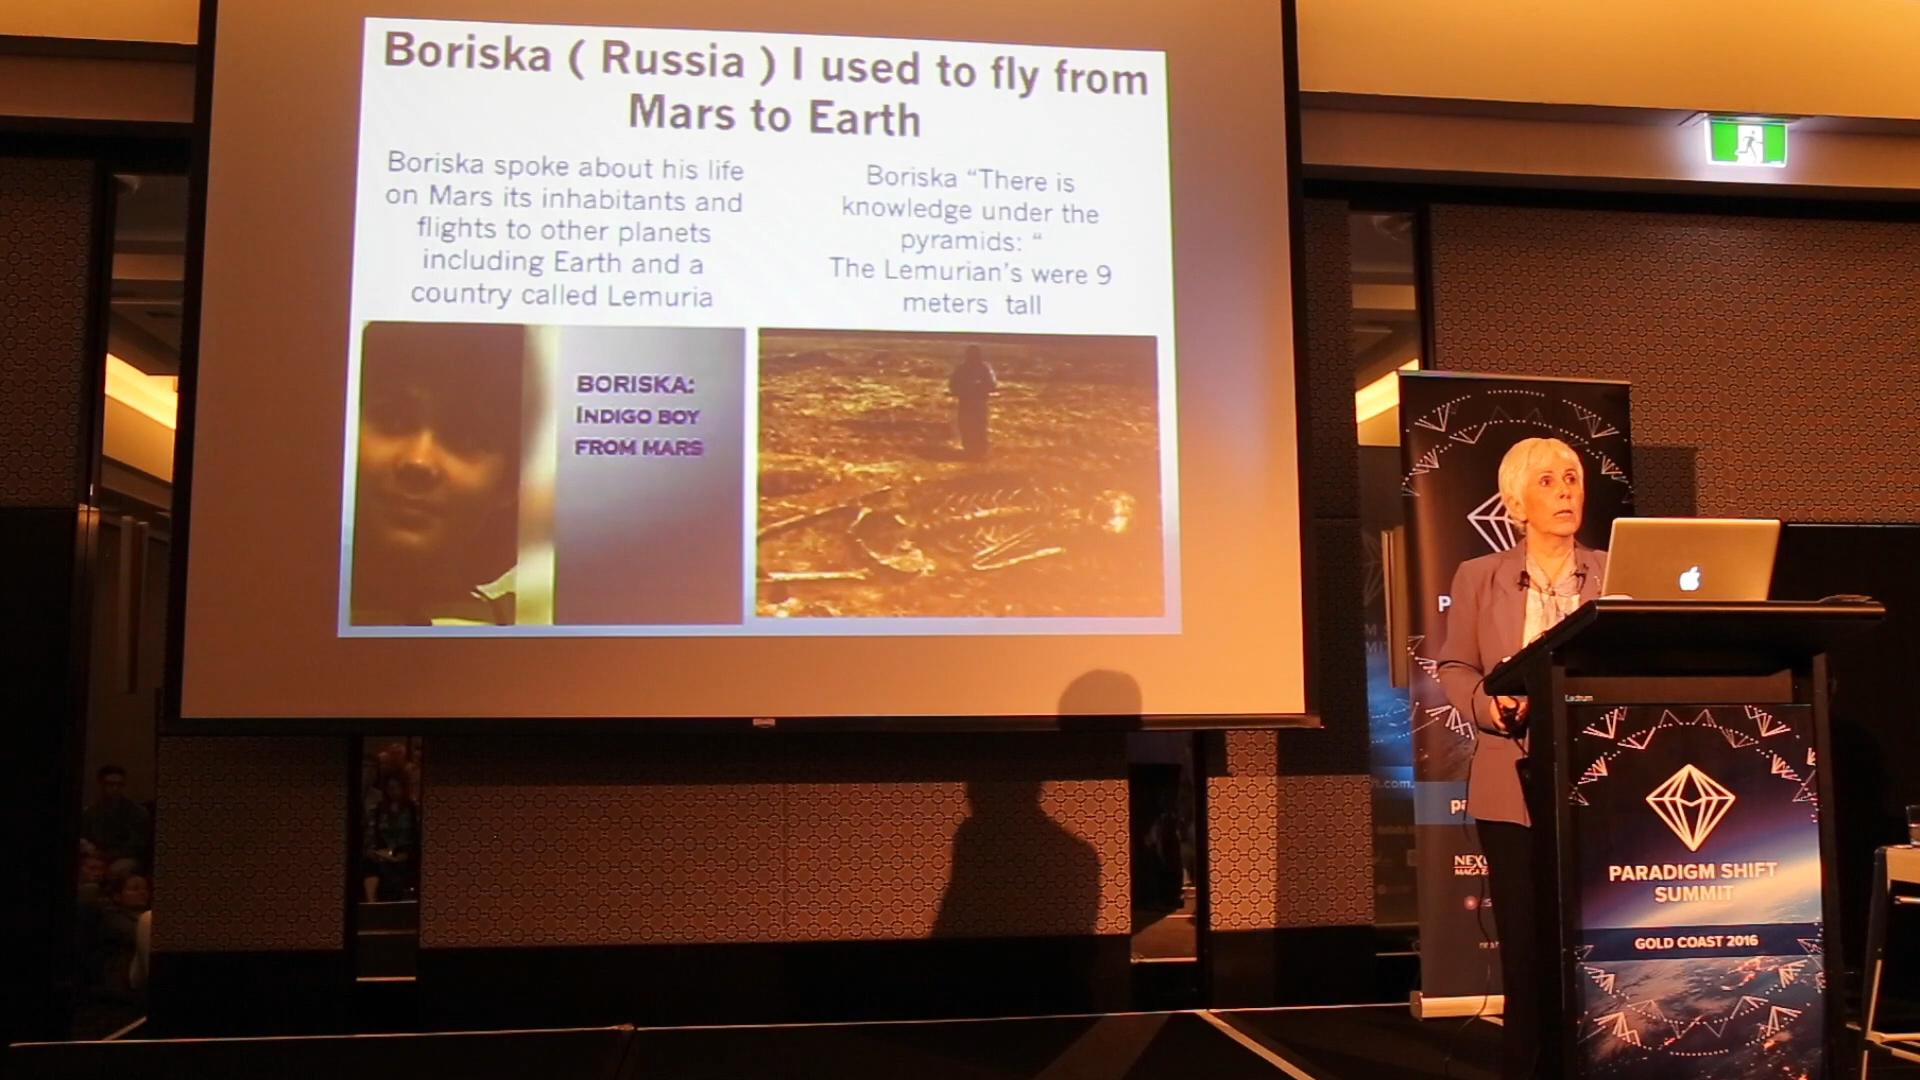 Boriska ( Russia ) I used to fly from
Mars to Earth
Boriska spoke about his life
on Mars its inhabitants and
flights to other planets
including Earth and a
country called Lemuria
Boriska “There is
knowledge under the
pyramids: “
The Lemurian's were 9
meters tall
BORISKA:
INDIGO BOY
FROM MARS
Lectrum
PARADIGM SHIFT
SUMMIT
GOLD COAST 2016